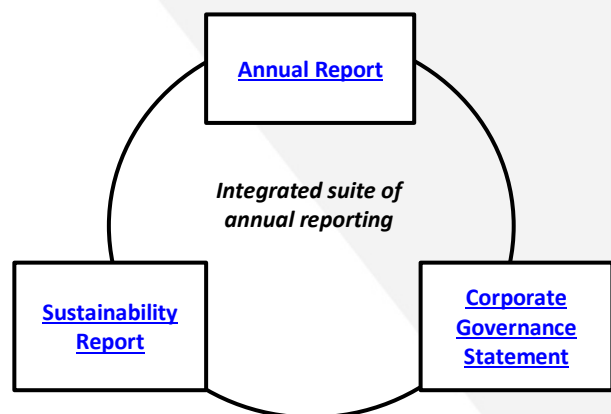 Annual Report
Integrated suite of
annual reporting
Sustainability
Report
Corporate
Governance
Statement